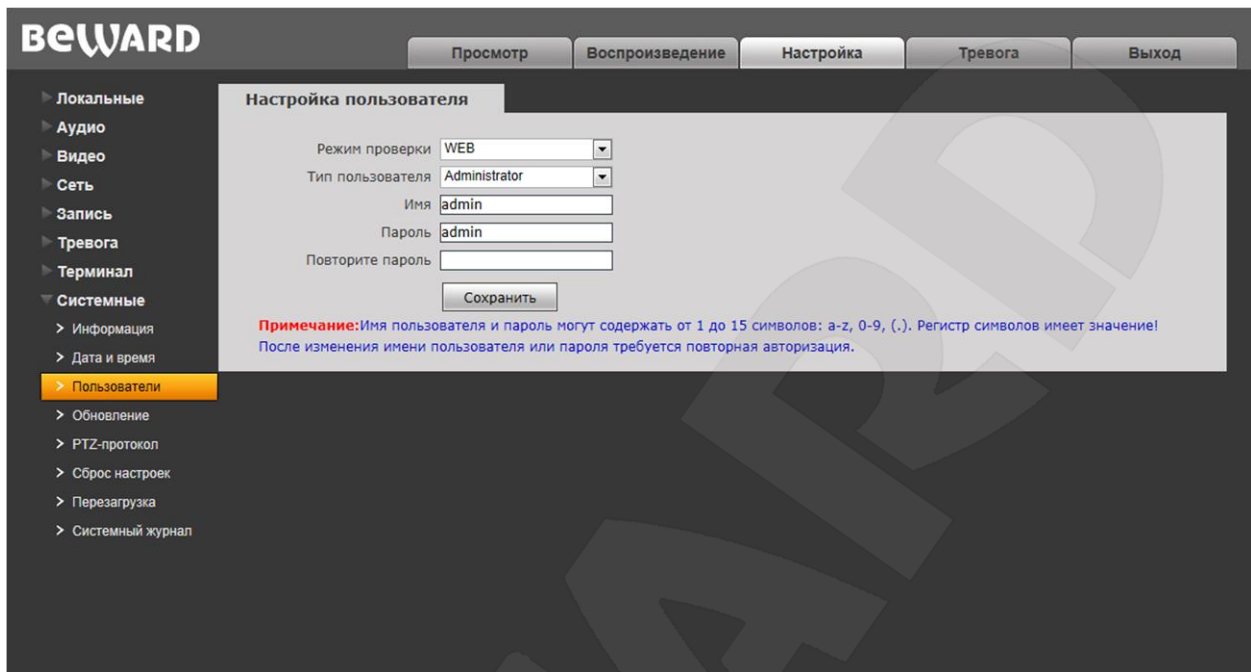 BEWARD
Просмотр Воспроизведение Настройка Тревога Выход
Локальные
Аудио
Видео
Сеть
Запись
Тревога
Терминал
Системные
Информация
Дата и время
Пользователи
Обновление
PTZ-протокол
Сброс настроек
Перезагрузка
Системный журнал
Настройка пользователя
Режим проверки WEB
Тип пользователя Administrator
Имя admin
Пароль admin
Повторите пароль
Сохранить
Примечание:Имя пользователя и пароль могут содержать от 1 до 15 символов: a-z, 0-9, (.). Регистр символов имеет значение!
После изменения имени пользователя или пароля требуется повторная авторизация.